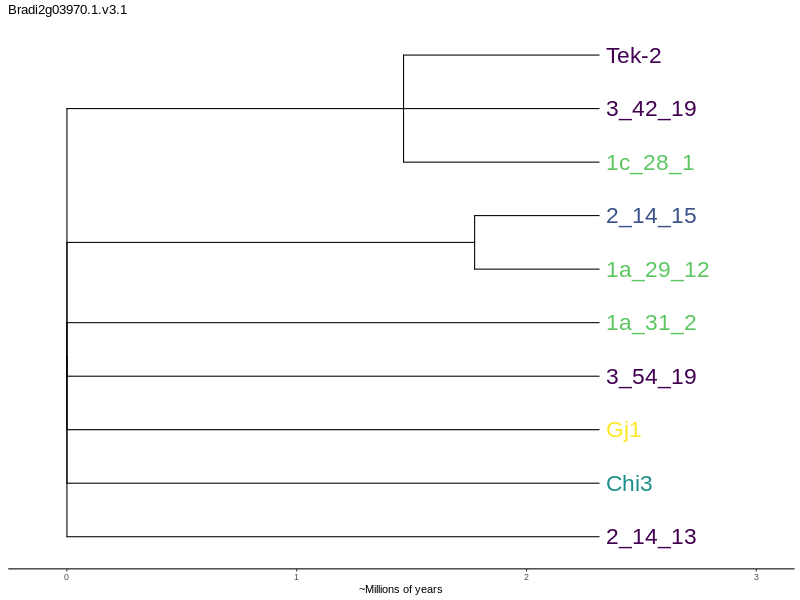 Bradi2g03970.1.v3.1
Tek-2
3_42_19
1c_28_1
2_14_15
1a_29_12
1a_31_2
3_54_19
Gj1
Chi3
2_14_13
0 1 2 3
~Millions of years